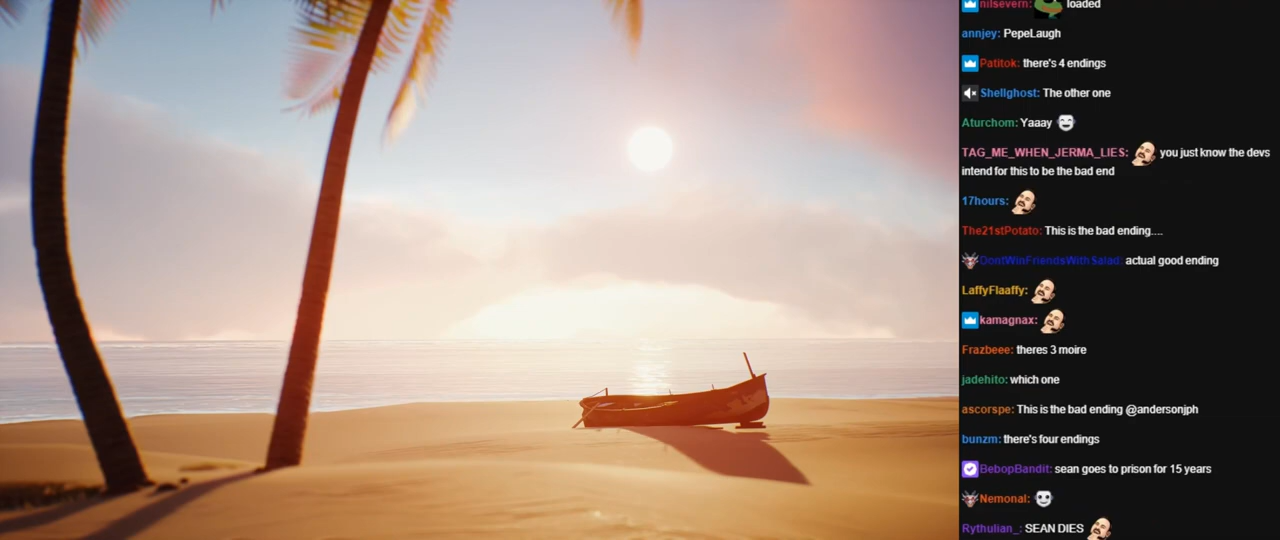 nilsevern: loaded
annjey: PepeLaugh
Patitok: there's 4 endings
Shellghost: The other one
Aturchom: Yaaay
TAG_ME_WHEN_JERMA_LIES: you just know the devs
intend for this to be the bad end
17hours:
The21stPotato: This is the bad ending....
DontWinFriendsWithSalad: actual good ending
LaffyFlaaffy:
kamagnax:
Frazbeee: theres 3 moire
jadehito: which one
ascorspe: This is the bad ending @andersonjph
bunzm: there's four endings
BebopBandit: sean goes to prison for 15 years
Nemonal:
Rythulian_: SEAN DIES